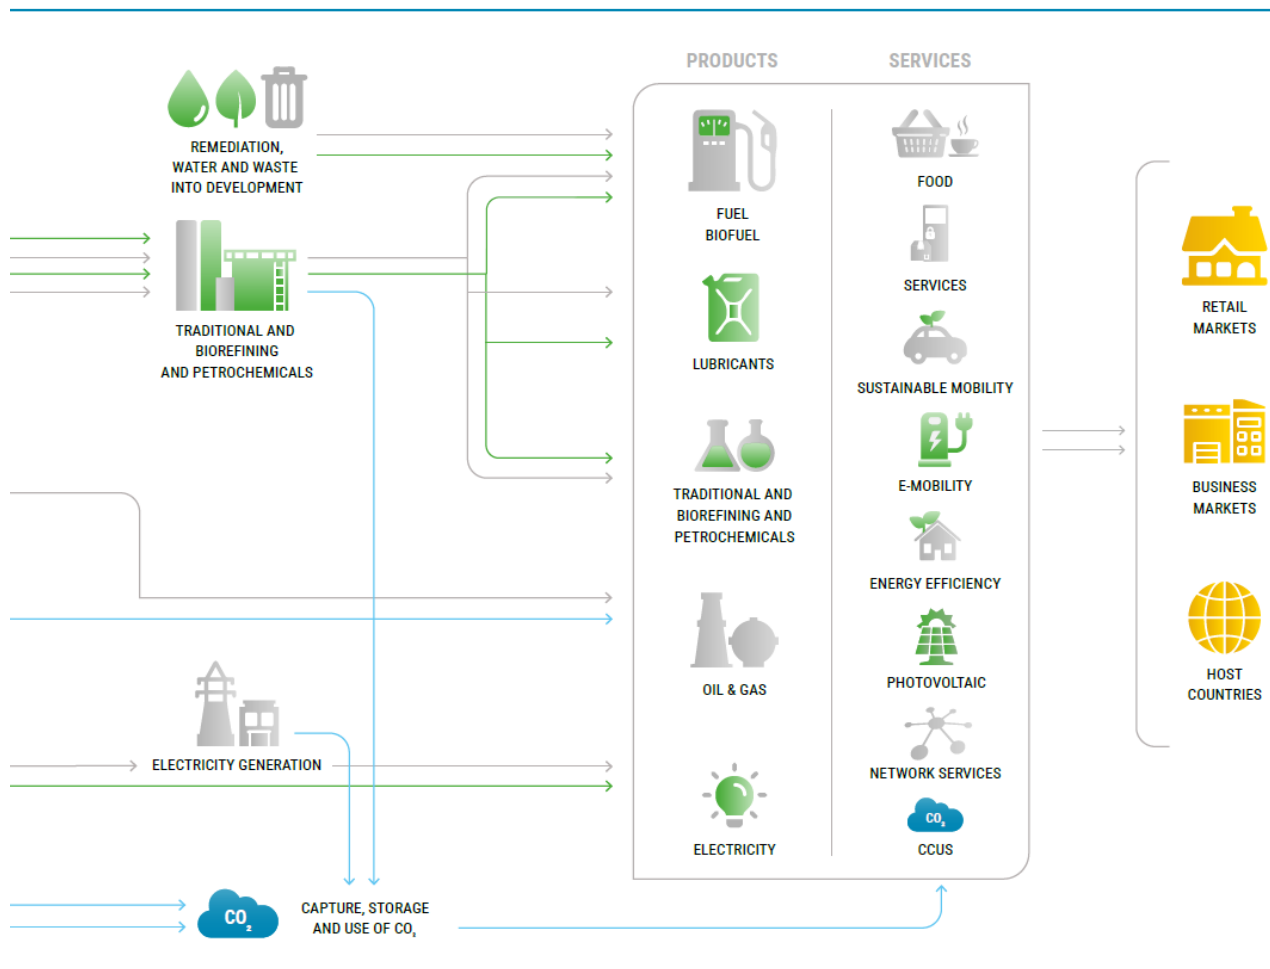 PRODUCTS
SERVICES
REMEDIATION,
WATER AND WASTE
INTO DEVELOPMENT
TRADITIONAL AND
BIOREFINING
AND PETROCHEMICALS
ELECTRICITY GENERATION
CO₂
CAPTURE, STORAGE
AND USE OF CO₂
FUEL
BIOFUEL
LUBRICANTS
TRADITIONAL AND
BIOREFINING AND
PETROCHEMICALS
OIL & GAS
ELECTRICITY
FOOD
SERVICES
SUSTAINABLE MOBILITY
E-MOBILITY
ENERGY EFFICIENCY
PHOTOVOLTAIC
NETWORK SERVICES
CO₂
CCUS
RETAIL
MARKETS
BUSINESS
MARKETS
HOST
COUNTRIES